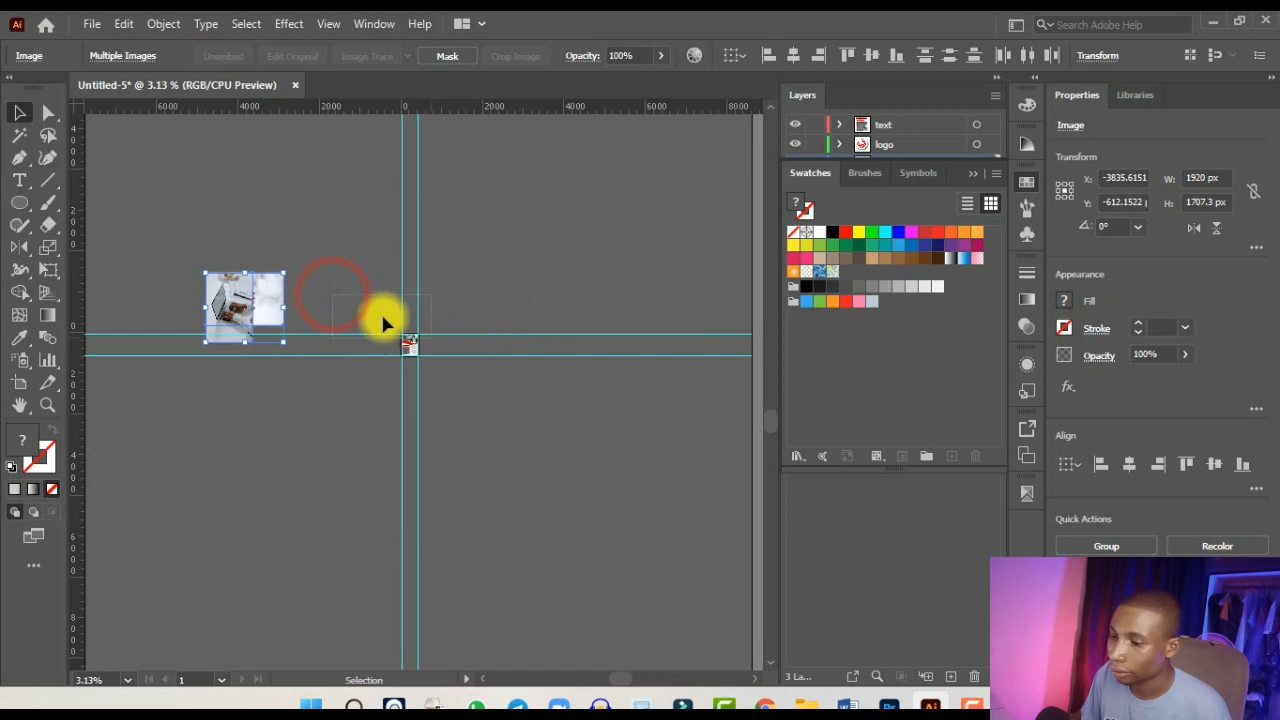 Ai File Edit Object Type Select Effect View Window Help Search Adobe Help
Image Multiple Images Unembed Edit Original Image Trace Mask Crop Image Opacity: 100% Transform
Untitled-5* @ 3.13 % (RGB/CPU Preview)
6000 4000 2000 0 2000 4000 6000 8000
Layers
text
logo
Swatches Brushes Symbols
Properties Libraries
Image
Transform
X: -3835.6151 W: 1920 px
Y: -612.1522 H: 1707.3 px
0°
Appearance
? Fill
Stroke
Opacity 100%
fx.
Align
Quick Actions
Group Recolor
3.13% 1 Selection
3 La...